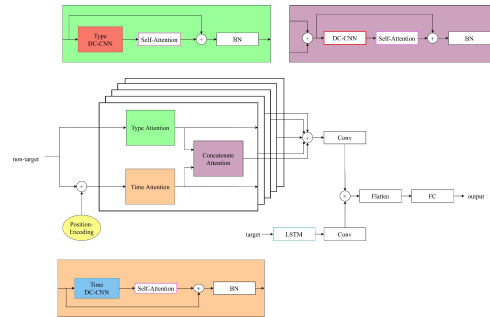 Type
DC-CNN
Self-Attention
+
BN
+
DC-CNN
Self-Attention
+
BN
non-target
+
Position-
Encoding
Type Attention
Time Attention
Concatenate
Attention
+
Conv
×
Flatten
FC
output
target
LSTM
Conv
Time
DC-CNN
Self-Attention
+
BN